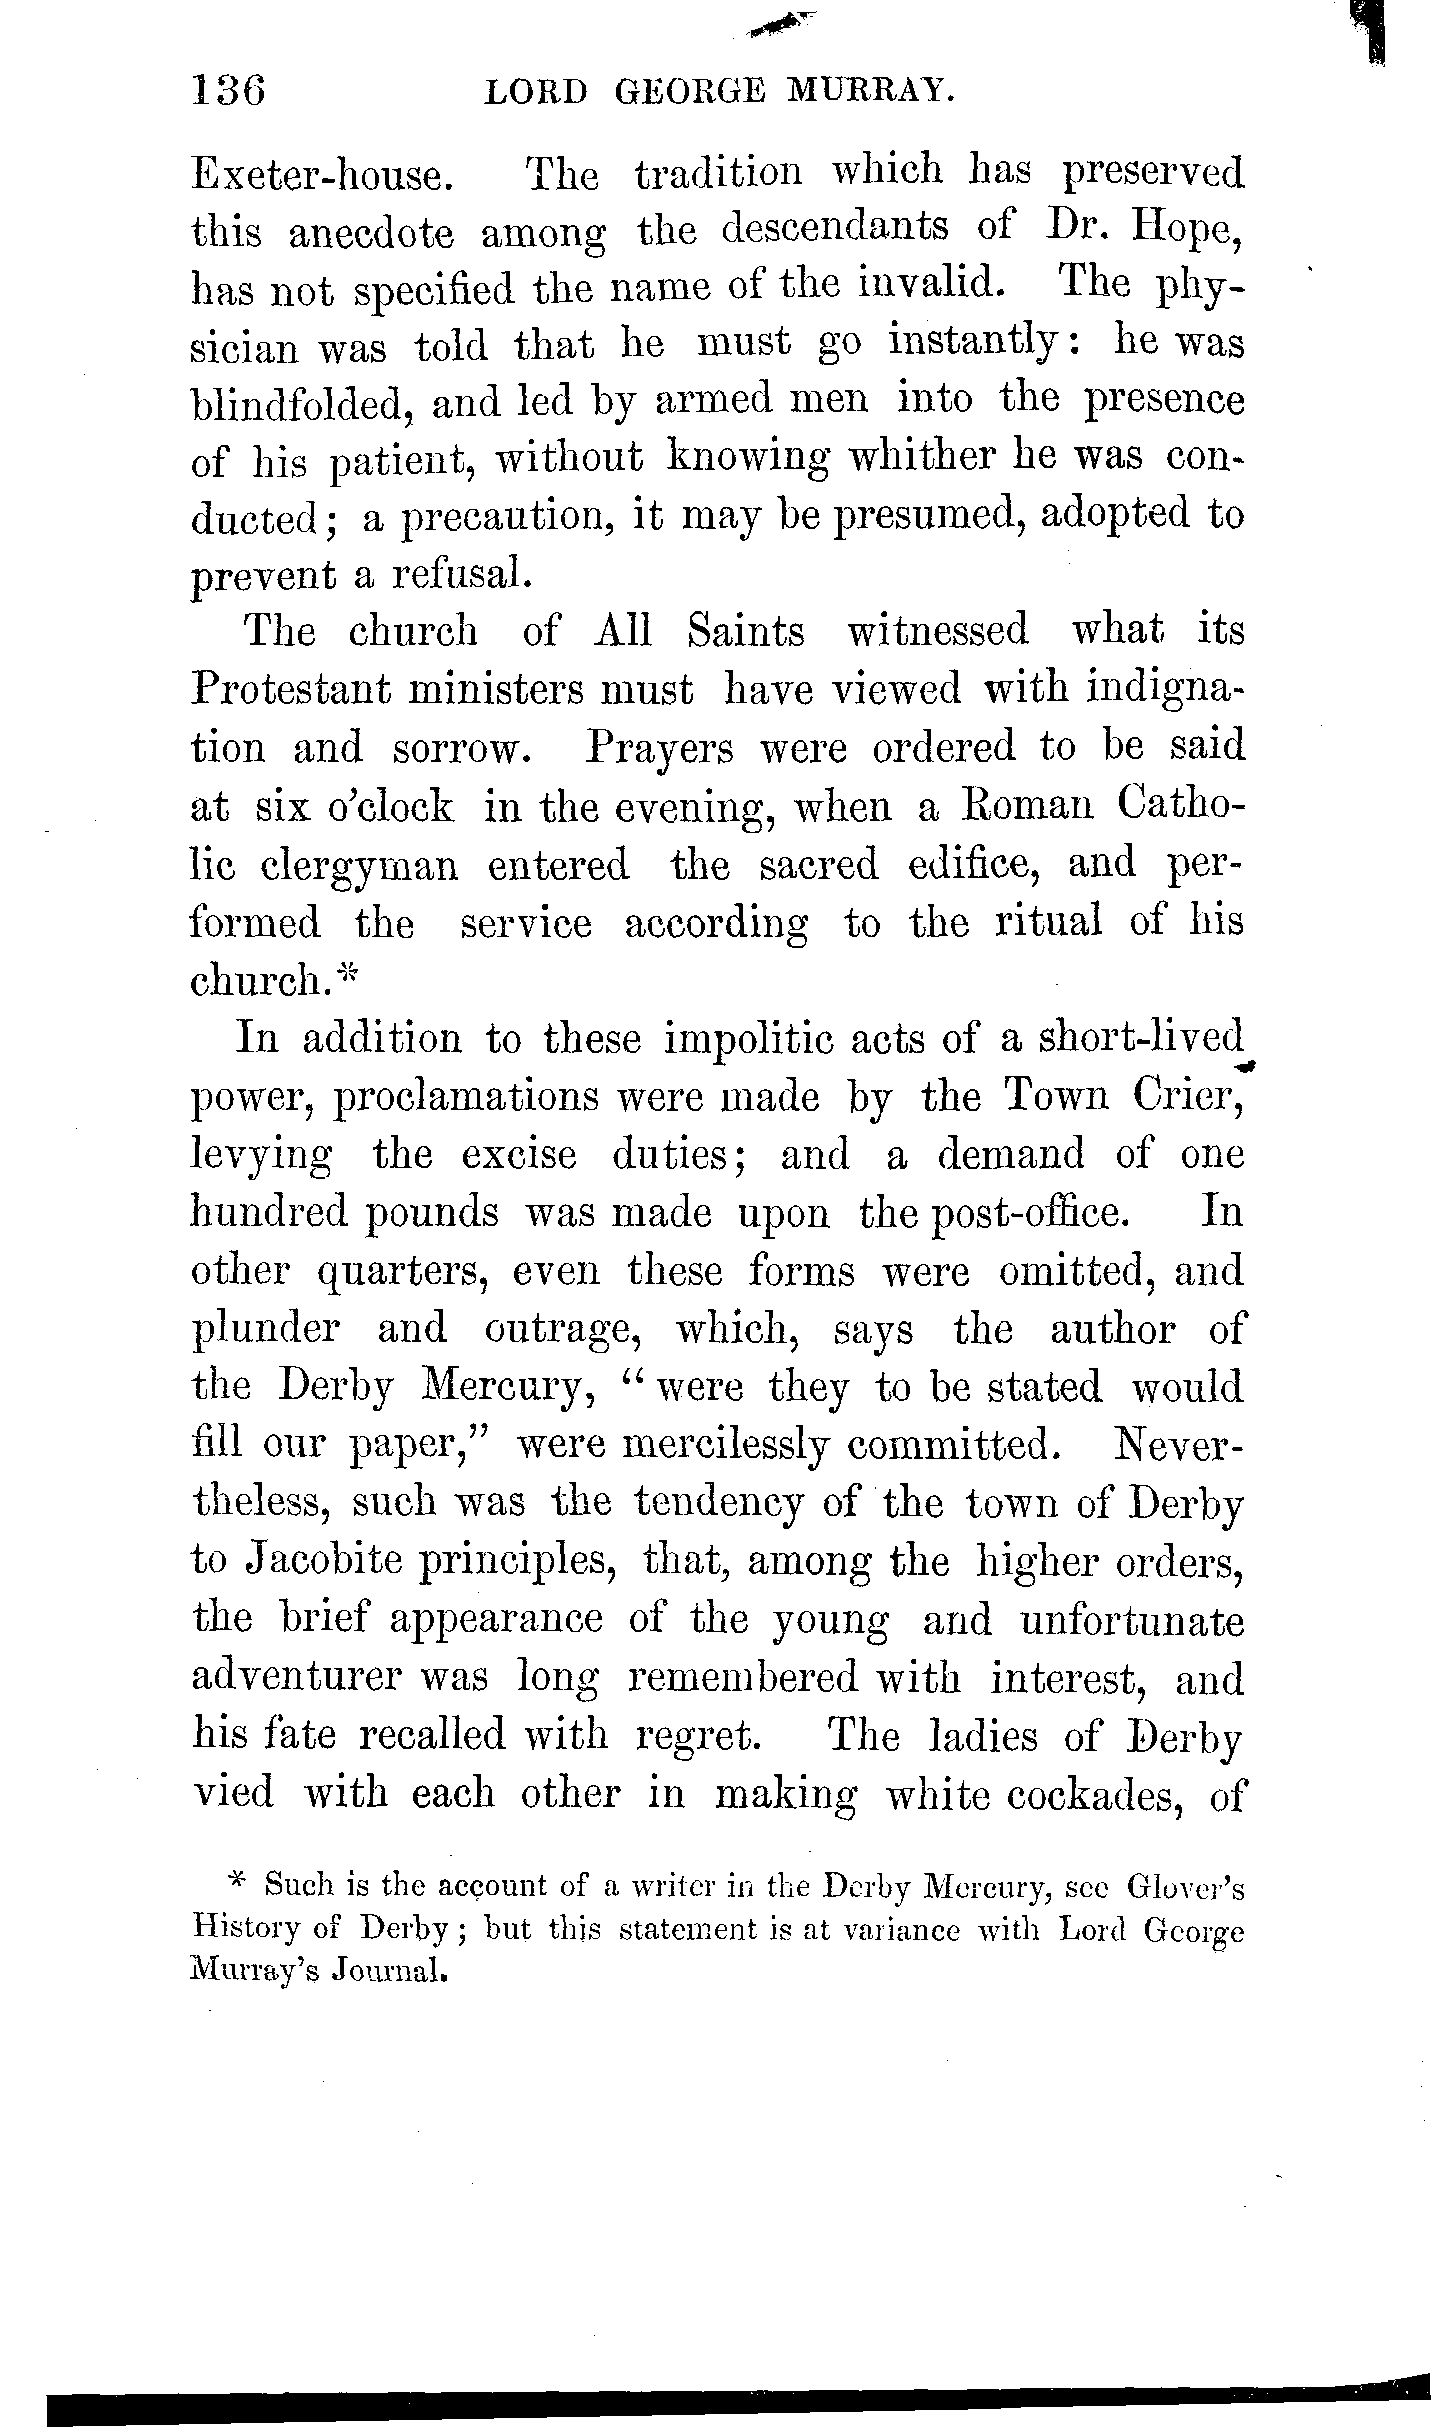 136 LORD GEORGE MURRAY.
Exeter-house. The tradition which has preserved
this anecdote among the descendants of Dr. Hope,
has not specified the name of the invalid. The phy-
sician was told that he must go instantly: he was
blindfolded, and led by armed men into the presence
of his patient, without knowing whither he was con-
ducted; a precaution, it may be presumed, adopted to
prevent a refusal.
The church of All Saints witnessed what its
Protestant ministers must have viewed with indigna-
tion and sorrow. Prayers were ordered to be said
at six o'clock in the evening, when a Roman Catho-
lic clergyman entered the sacred edifice, and per-
formed the service according to the ritual of his
church.*
In addition to these impolitic acts of a short-lived
power, proclamations were made by the Town Crier,
levying the excise duties; and a demand of one
hundred pounds was made upon the post-office. In
other quarters, even these forms were omitted, and
plunder and outrage, which, says the author of
the Derby Mercury, "were they to be stated would
fill our paper," were mercilessly committed. Never-
theless, such was the tendency of the town of Derby
to Jacobite principles, that, among the higher orders,
the brief appearance of the young and unfortunate
adventurer was long remembered with interest, and
his fate recalled with regret. The ladies of Derby
vied with each other in making white cockades, of
* Such is the account of a writer in the Derby Mercury, see Glover's
History of Derby; but this statement is at variance with Lord George
Murray's Journal.